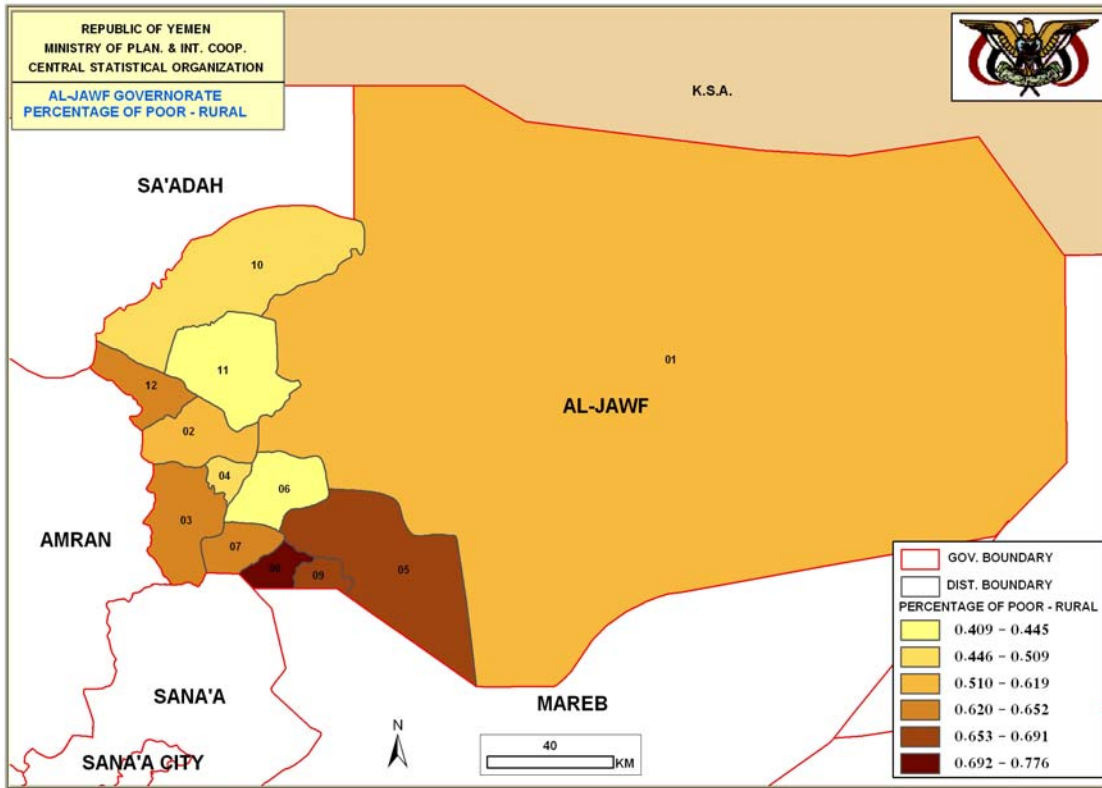 REPUBLIC OF YEMEN
MINISTRY OF PLAN. & INT. COOP.
CENTRAL STATISTICAL ORGANIZATION
AL-JAWF GOVERNORATE
PERCENTAGE OF POOR - RURAL
K.S.A.
SA'ADAH
10
01
11
12
AL-JAWF
02
04
06
03
AMRAN
07
05
08
09
GOV. BOUNDARY
DIST. BOUNDARY
PERCENTAGE OF POOR - RURAL
0.409 - 0.445
0.446 - 0.509
0.510 - 0.619
0.620 - 0.652
0.653 - 0.691
0.692 - 0.776
SANA'A
MAREB
N
40
KM
SANA'A CITY